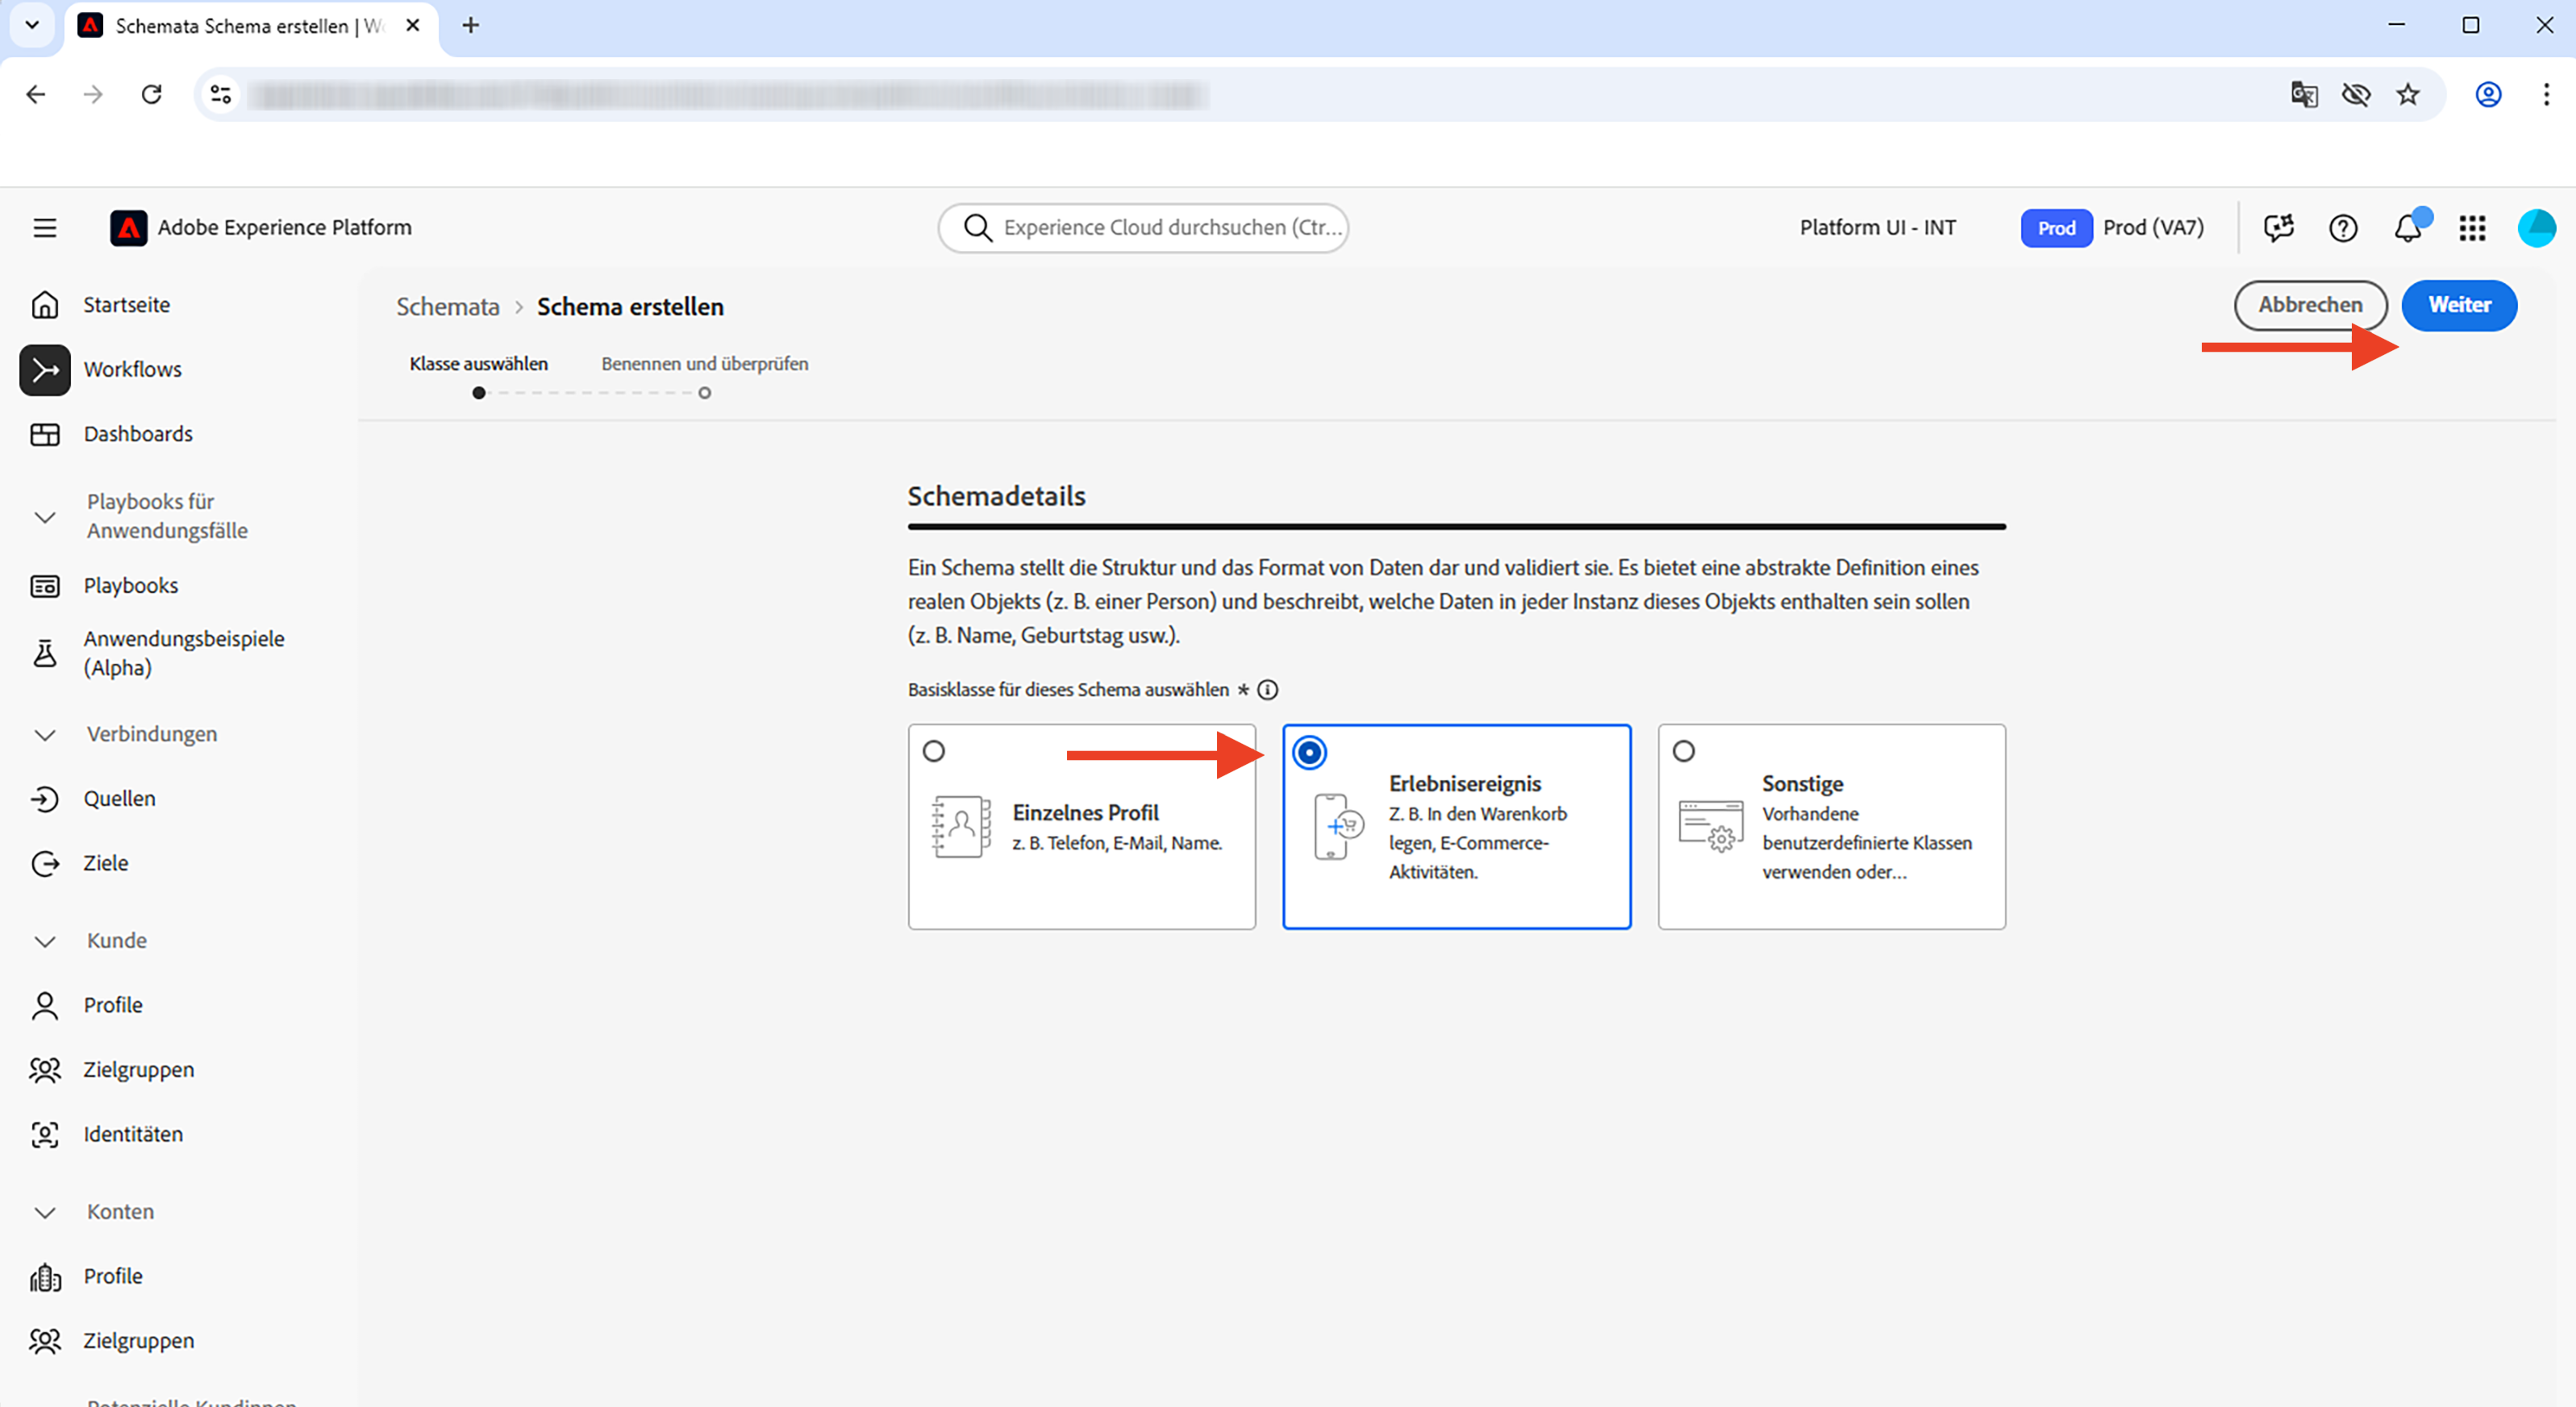 Schemata Schema erstellen | W
Adobe Experience Platform
Experience Cloud durchsuchen (Ctr...
Platform UI - INT
Prod
Prod (VA7)
Startseite
Workflows
Dashboards
Playbooks für
Anwendungsfälle
Playbooks
Anwendungsbeispiele
(Alpha)
Verbindungen
Quellen
Ziele
Kunde
Profile
Zielgruppen
Identitäten
Konten
Profile
Zielgruppen
Potenzielle Kundinnen
Schemata > Schema erstellen
Abbrechen
Weiter
Klasse auswählen
Benennen und überprüfen
Schemadetails
Ein Schema stellt die Struktur und das Format von Daten dar und validiert sie. Es bietet eine abstrakte Definition eines
realen Objekts (z. B. einer Person) und beschreibt, welche Daten in jeder Instanz dieses Objekts enthalten sein sollen
(z. B. Name, Geburtstag usw.).
Basisklasse für dieses Schema auswählen *
Einzelnes Profil
z. B. Telefon, E-Mail, Name.
Erlebnisereignis
Z. B. In den Warenkorb
legen, E-Commerce-
Aktivitäten.
Sonstige
Vorhandene
benutzerdefinierte Klassen
verwenden oder...